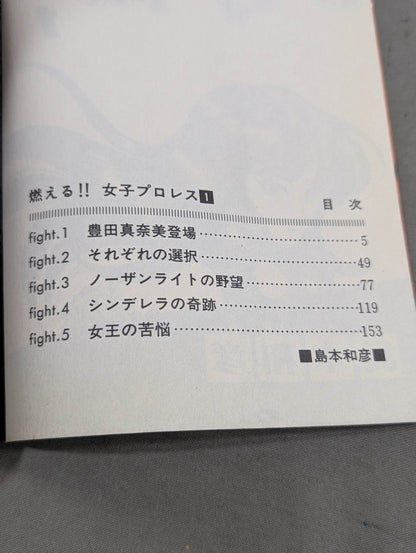 燃える!! 女子プロレス1
目次
fight.1 豊田真奈美登場……………………5
fight.2 それぞれの選択……………………49
fight.3 ノーザンライトの野望……………77
fight.4 シンデレラの奇跡…………………119
fight.5 女王の苦悩…………………………153
■島本和彦■